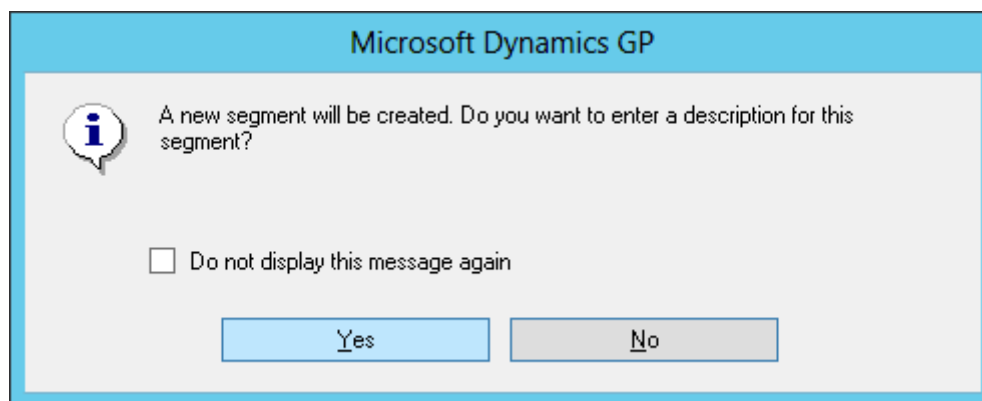 Microsoft Dynamics GP
A new segment will be created. Do you want to enter a description for this
segment?
Do not display this message again
Yes
No